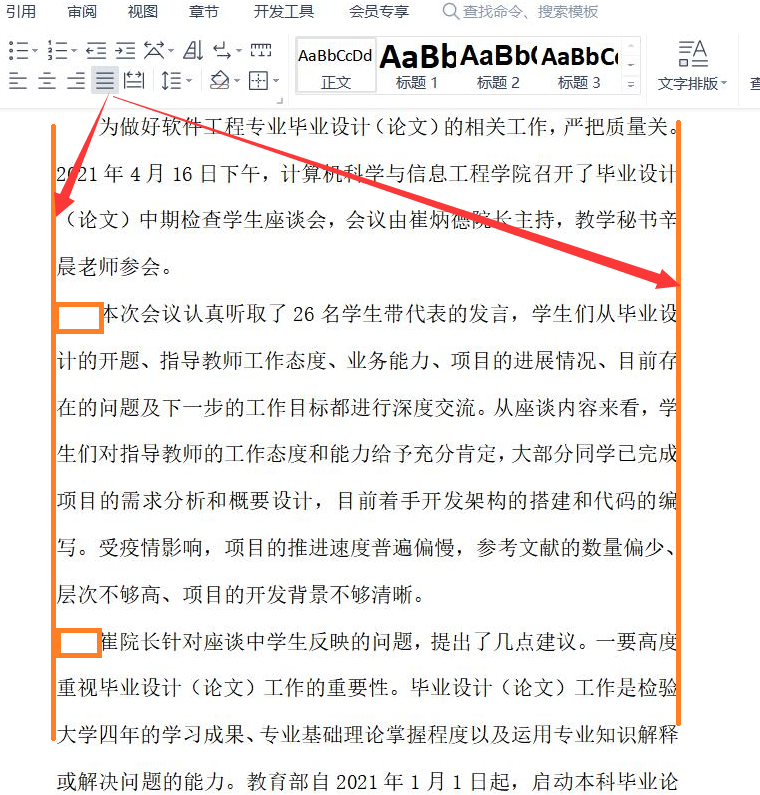 引用 审阅 视图 章节 开发工具 会员专享 查找命令、搜索模板
AaBbCcDd AaBb AaBb( AaBbC
正文 标题 1 标题 2 标题 3 文字排版
为做好软件工程专业毕业设计（论文）的相关工作，严把质量关。
2021 年 4 月 16 日下午，计算机科学与信息工程学院召开了毕业设计
（论文）中期检查学生座谈会，会议由崔炳德院长主持，教学秘书辛
晨老师参会。
本次会议认真听取了 26 名学生带代表的发言，学生们从毕业设
计的开题、指导教师工作态度、业务能力、项目的进展情况、目前存
在的问题及下一步的工作目标都进行深度交流。从座谈内容来看，学
生们对指导教师的工作态度和能力给予充分肯定，大部分同学已完成
项目的需求分析和概要设计，目前着手开发架构的搭建和代码的编
写。受疫情影响，项目的推进速度普遍偏慢，参考文献的数量偏少、
层次不够高、项目的开发背景不够清晰。
崔院长针对座谈中学生反映的问题，提出了几点建议。一要高度
重视毕业设计（论文）工作的重要性。毕业设计（论文）工作是检验
大学四年的学习成果、专业基础理论掌握程度以及运用专业知识解释
或解决问题的能力。教育部自 2021 年 1 月 1 日起，启动本科毕业论